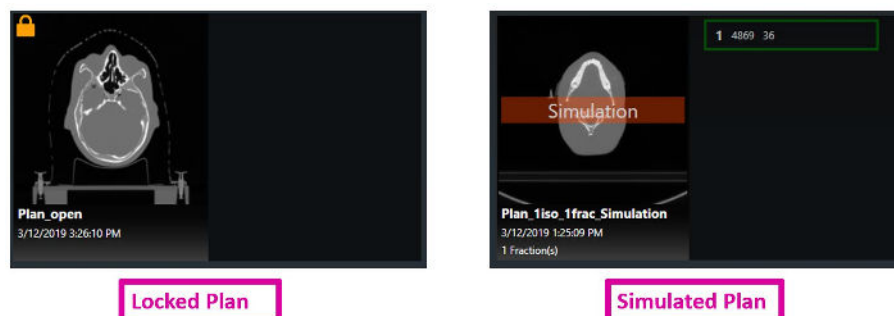 Plan_open
3/12/2019 3:26:10 PM
Locked Plan
1 4869 36
Simulation
Plan_1iso_1frac_Simulation
3/12/2019 1:25:09 PM
1 Fraction(s)
Simulated Plan